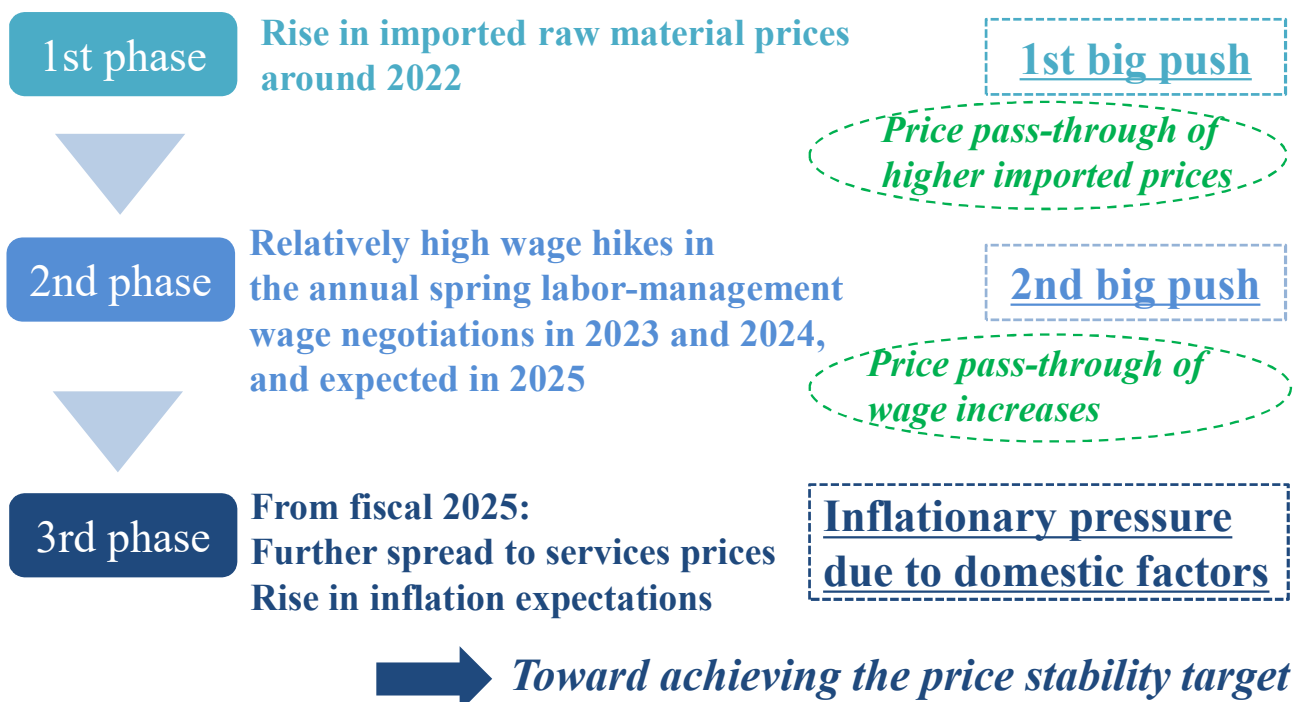 1st phase
Rise in imported raw material prices
around 2022
1st big push
Price pass-through of
higher imported prices
2nd phase
Relatively high wage hikes in
the annual spring labor-management
wage negotiations in 2023 and 2024,
and expected in 2025
2nd big push
Price pass-through of
wage increases
3rd phase
From fiscal 2025:
Further spread to services prices
Rise in inflation expectations
Inflationary pressure
due to domestic factors
Toward achieving the price stability target